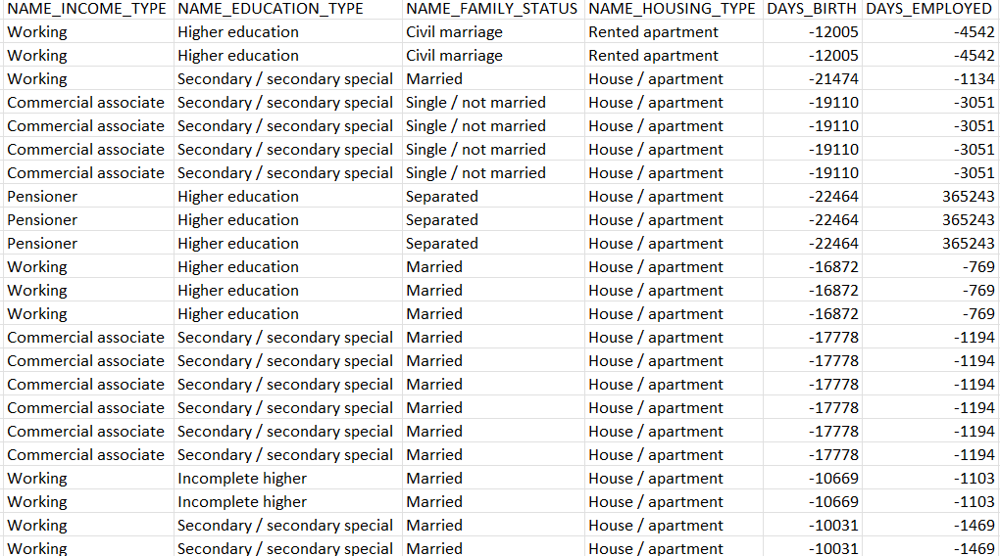 NAME_INCOME_TYPE NAME_EDUCATION_TYPE NAME_FAMILY_STATUS NAME_HOUSING_TYPE DAYS_BIRTH DAYS_EMPLOYED
Working Higher education Civil marriage Rented apartment -12005 -4542
Working Higher education Civil marriage Rented apartment -12005 -4542
Working Secondary / secondary special Married House / apartment -21474 -1134
Commercial associate Secondary / secondary special Single / not married House / apartment -19110 -3051
Commercial associate Secondary / secondary special Single / not married House / apartment -19110 -3051
Commercial associate Secondary / secondary special Single / not married House / apartment -19110 -3051
Commercial associate Secondary / secondary special Single / not married House / apartment -19110 -3051
Pensioner Higher education Separated House / apartment -22464 365243
Pensioner Higher education Separated House / apartment -22464 365243
Pensioner Higher education Separated House / apartment -22464 365243
Working Higher education Married House / apartment -16872 -769
Working Higher education Married House / apartment -16872 -769
Working Higher education Married House / apartment -16872 -769
Commercial associate Secondary / secondary special Married House / apartment -17778 -1194
Commercial associate Secondary / secondary special Married House / apartment -17778 -1194
Commercial associate Secondary / secondary special Married House / apartment -17778 -1194
Commercial associate Secondary / secondary special Married House / apartment -17778 -1194
Commercial associate Secondary / secondary special Married House / apartment -17778 -1194
Commercial associate Secondary / secondary special Married House / apartment -17778 -1194
Working Incomplete higher Married House / apartment -10669 -1103
Working Incomplete higher Married House / apartment -10669 -1103
Working Secondary / secondary special Married House / apartment -10031 -1469
Working Secondary / secondary special Married House / apartment -10031 -1469